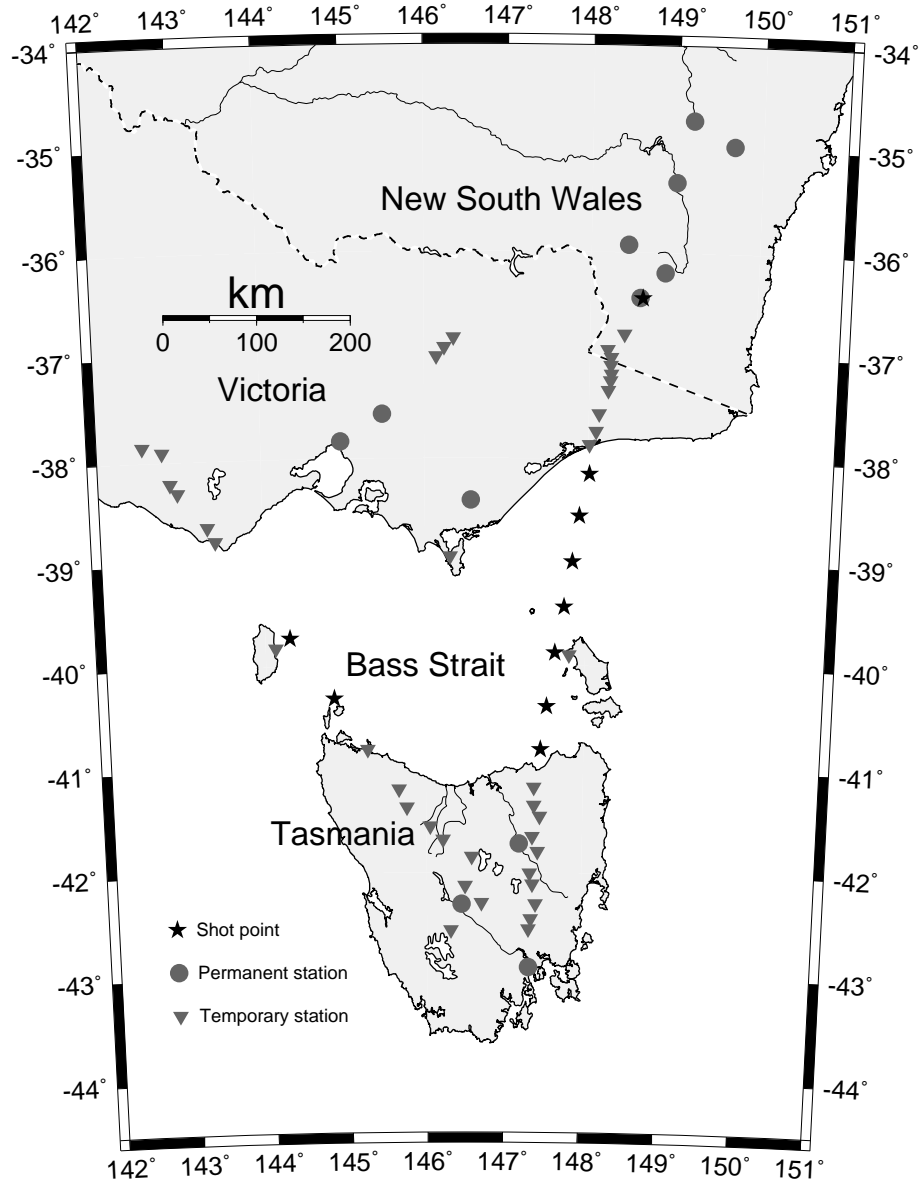 142˚ 143˚ 144˚ 145˚ 146˚ 147˚ 148˚ 149˚ 150˚ 151˚
-34˚ -34˚
-35˚ -35˚
New South Wales
-36˚ -36˚
km
0 100 200
-37˚ -37˚
Victoria
-38˚ -38˚
-39˚ -39˚
Bass Strait
-40˚ -40˚
-41˚ -41˚
Tasmania
-42˚ -42˚
Shot point
Permanent station
-43˚ -43˚
Temporary station
-44˚ -44˚
142˚ 143˚ 144˚ 145˚ 146˚ 147˚ 148˚ 149˚ 150˚ 151˚